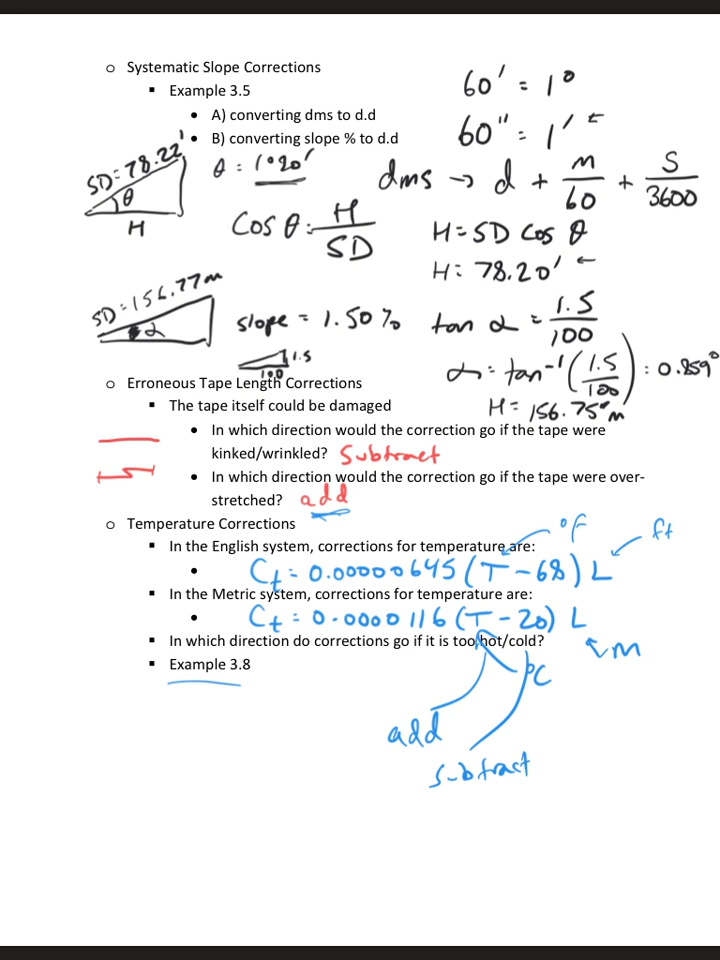 ○ Systematic Slope Corrections
▪ Example 3.5
• A) converting dms to d.d
• B) converting slope % to d.d
60' = 1°
60" = 1' ←
SD = 78.22'
θ
H
θ = 1°20'
dms → d + M/60 + S/3600
Cos θ = H/SD
H = SD Cos θ
H = 78.20' ←
SD = 156.77m
α
slope = 1.50%
1.5
100
tan α = 1.5/100
α = tan⁻¹(1.5/100) = 0.859°
H = 156.75m
○ Erroneous Tape Length Corrections
▪ The tape itself could be damaged
• In which direction would the correction go if the tape were
kinked/wrinkled? Subtract
• In which direction would the correction go if the tape were over-
stretched? add
○ Temperature Corrections
°F
ft
▪ In the English system, corrections for temperature are:
• Ct = 0.00000645 (T - 68) L
▪ In the Metric system, corrections for temperature are:
• Ct = 0.0000116 (T - 20) L
▪ In which direction do corrections go if it is too hot/cold?
m
▪ Example 3.8
°C
add
subtract